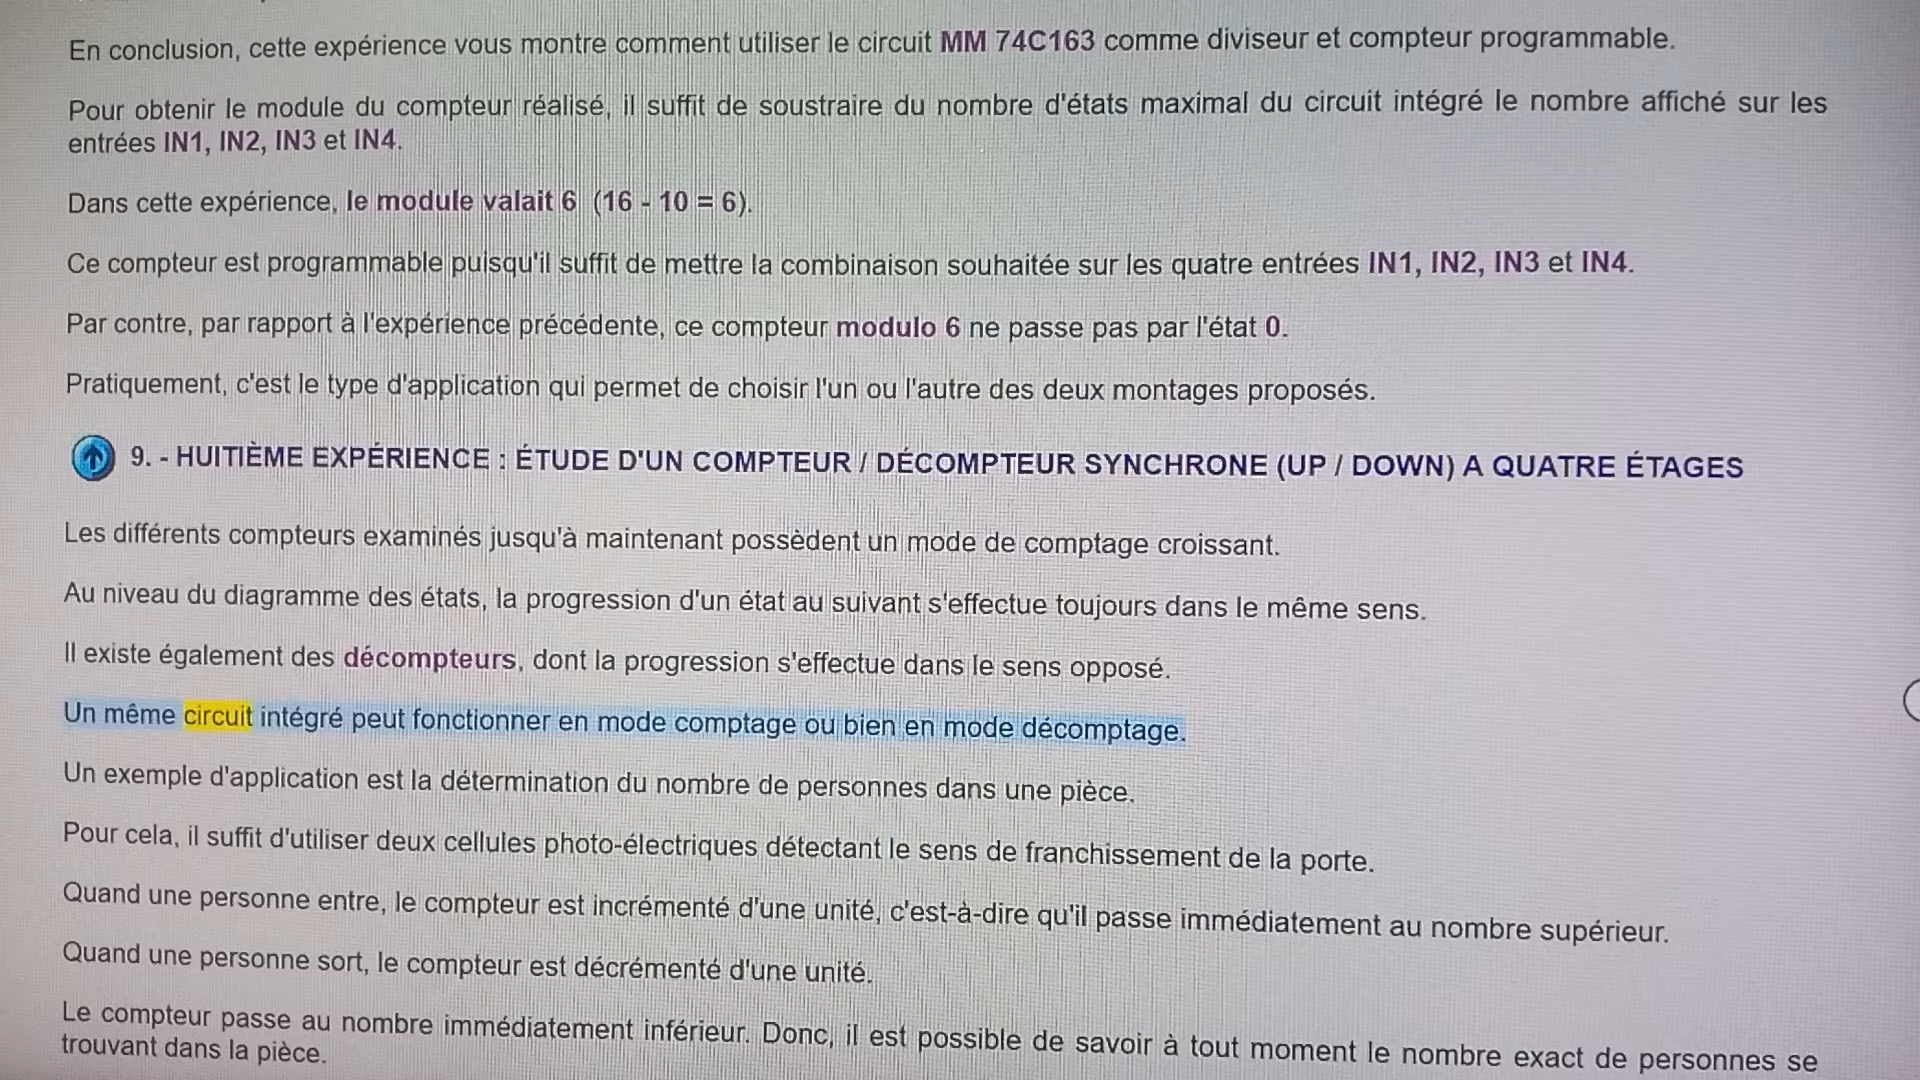 En conclusion, cette expérience vous montre comment utiliser le circuit MM 74C163 comme diviseur et compteur programmable.
Pour obtenir le module du compteur réalisé, il suffit de soustraire du nombre d'états maximal du circuit intégré le nombre affiché sur les
entrées IN1, IN2, IN3 et IN4.
Dans cette expérience, le module valait 6 (16 - 10 = 6).
Ce compteur est programmable puisqu'il suffit de mettre la combinaison souhaitée sur les quatre entrées IN1, IN2, IN3 et IN4.
Par contre, par rapport à l'expérience précédente, ce compteur modulo 6 ne passe pas par l'état 0.
Pratiquement, c'est le type d'application qui permet de choisir l'un ou l'autre des deux montages proposés.
9. - HUITIÈME EXPÉRIENCE : ÉTUDE D'UN COMPTEUR / DÉCOMPTEUR SYNCHRONE (UP / DOWN) A QUATRE ÉTAGES
Les différents compteurs examinés jusqu'à maintenant possèdent un mode de comptage croissant.
Au niveau du diagramme des états, la progression d'un état au suivant s'effectue toujours dans le même sens.
Il existe également des décompteurs, dont la progression s'effectue dans le sens opposé.
Un même circuit intégré peut fonctionner en mode comptage ou bien en mode décomptage.
Un exemple d'application est la détermination du nombre de personnes dans une pièce.
Pour cela, il suffit d'utiliser deux cellules photo-électriques détectant le sens de franchissement de la porte.
Quand une personne entre, le compteur est incrémenté d'une unité, c'est-à-dire qu'il passe immédiatement au nombre supérieur.
Quand une personne sort, le compteur est décrémenté d'une unité.
Le compteur passe au nombre immédiatement inférieur. Donc, il est possible de savoir à tout moment le nombre exact de personnes se
trouvant dans la pièce.